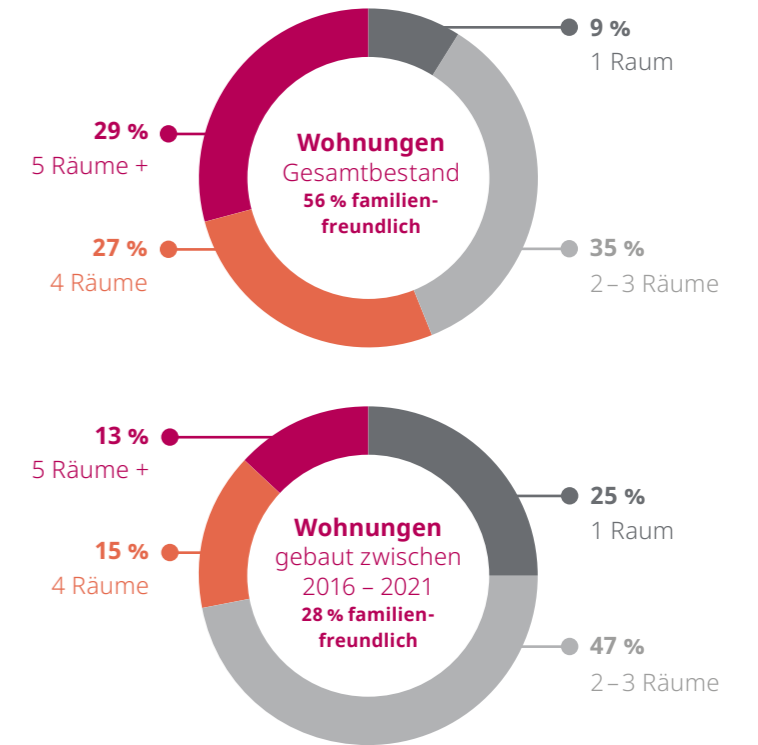 9 %
1 Raum
29 %
5 Räume +
Wohnungen
Gesamtbestand
56 % familien-
freundlich
27 %
4 Räume
35 %
2 – 3 Räume
13 %
5 Räume +
25 %
1 Raum
Wohnungen
gebaut zwischen
2016 – 2021
28 % familien-
freundlich
15 %
4 Räume
47 %
2 – 3 Räume